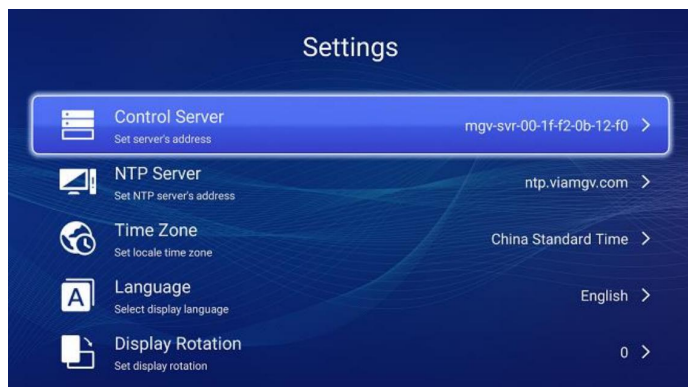 Settings
Control Server
Set server's address
mgv-svr-00-1f-f2-0b-12-f0
NTP Server
Set NTP server's address
ntp.viamgv.com
Time Zone
Set locale time zone
China Standard Time
Language
Select display language
English
Display Rotation
Set display rotation
0